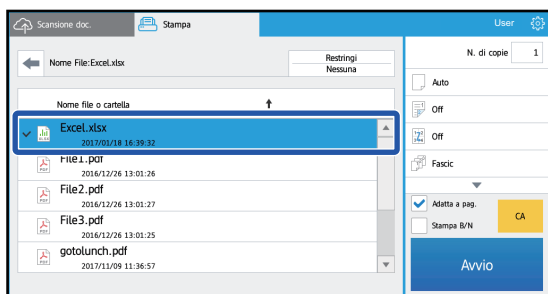 Scansione doc.
Stampa
User
Nome File:Excel.xlsx
Restringi
Nessuna
Nome file o cartella
Excel.xlsx
2017/01/18 16:39:32
File1.pdf
2016/12/26 13:01:26
File2.pdf
2016/12/26 13:01:27
File3.pdf
2016/12/26 13:01:25
gotolunch.pdf
2017/11/09 11:36:57
N. di copie 1
Auto
Off
Off
Fascic
Adatta a pag.
Stampa B/N
CA
Avvio